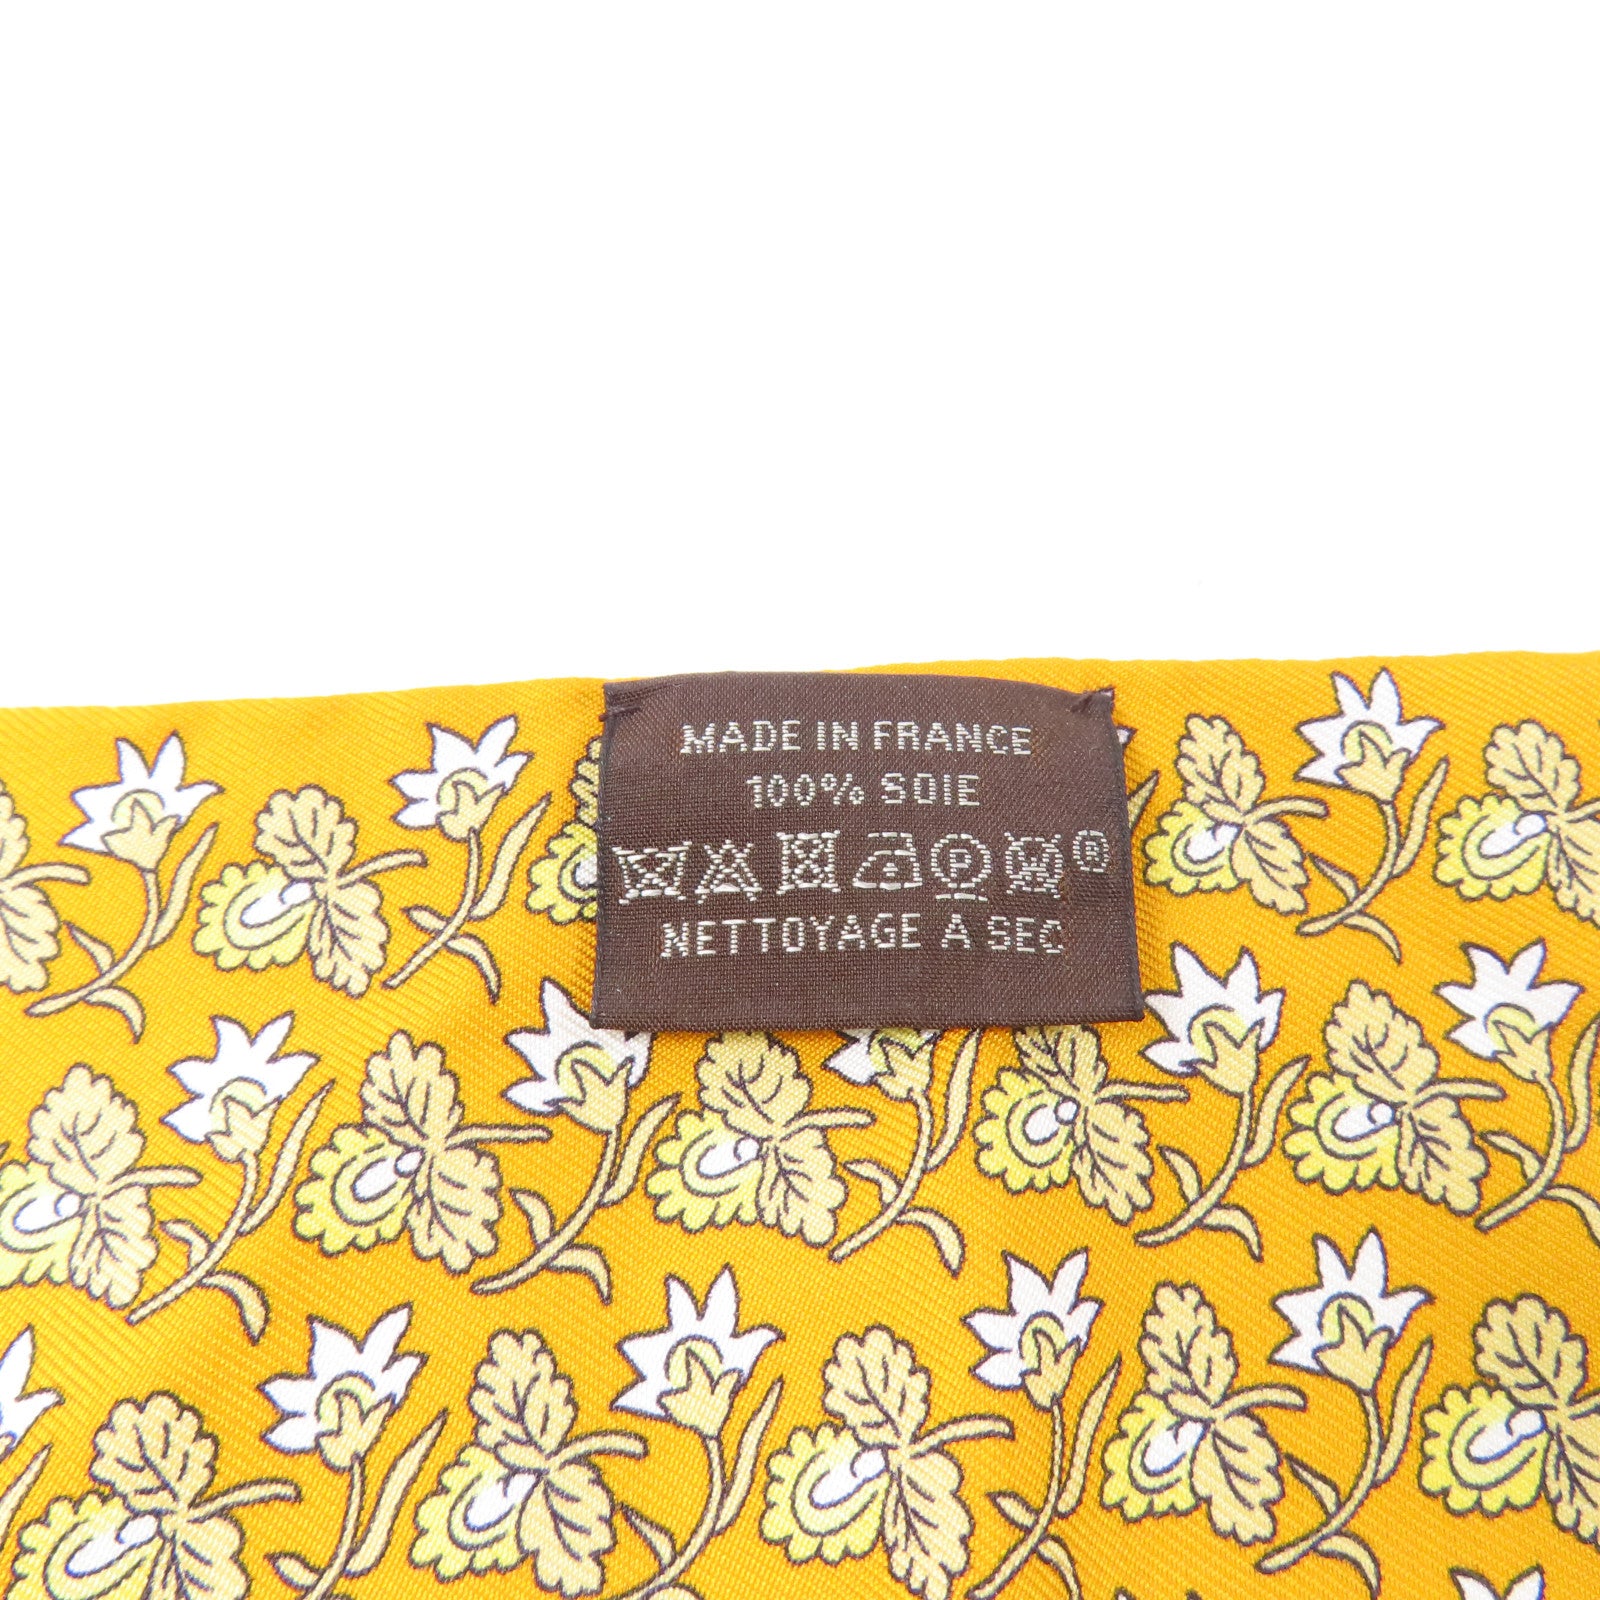 MADE IN FRANCE
100% SOIE
P W ®
NETTOYAGE A SEC